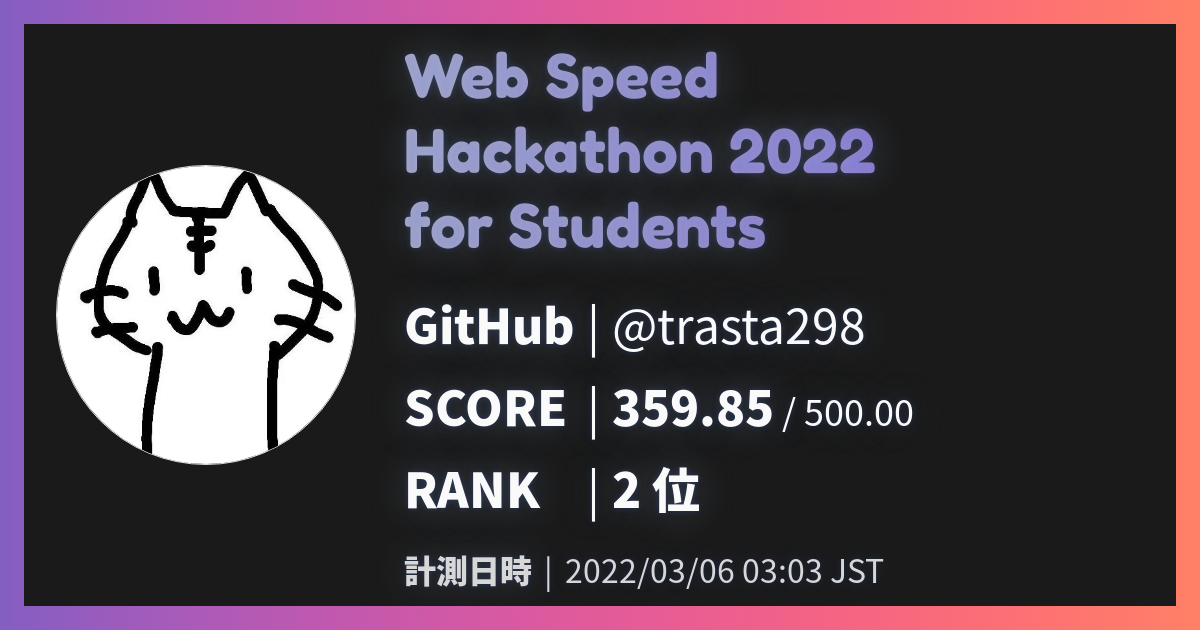 Web Speed
Hackathon 2022
for Students
GitHub | @trasta298
SCORE | 359.85 / 500.00
RANK | 2 位
計測日時 | 2022/03/06 03:03 JST